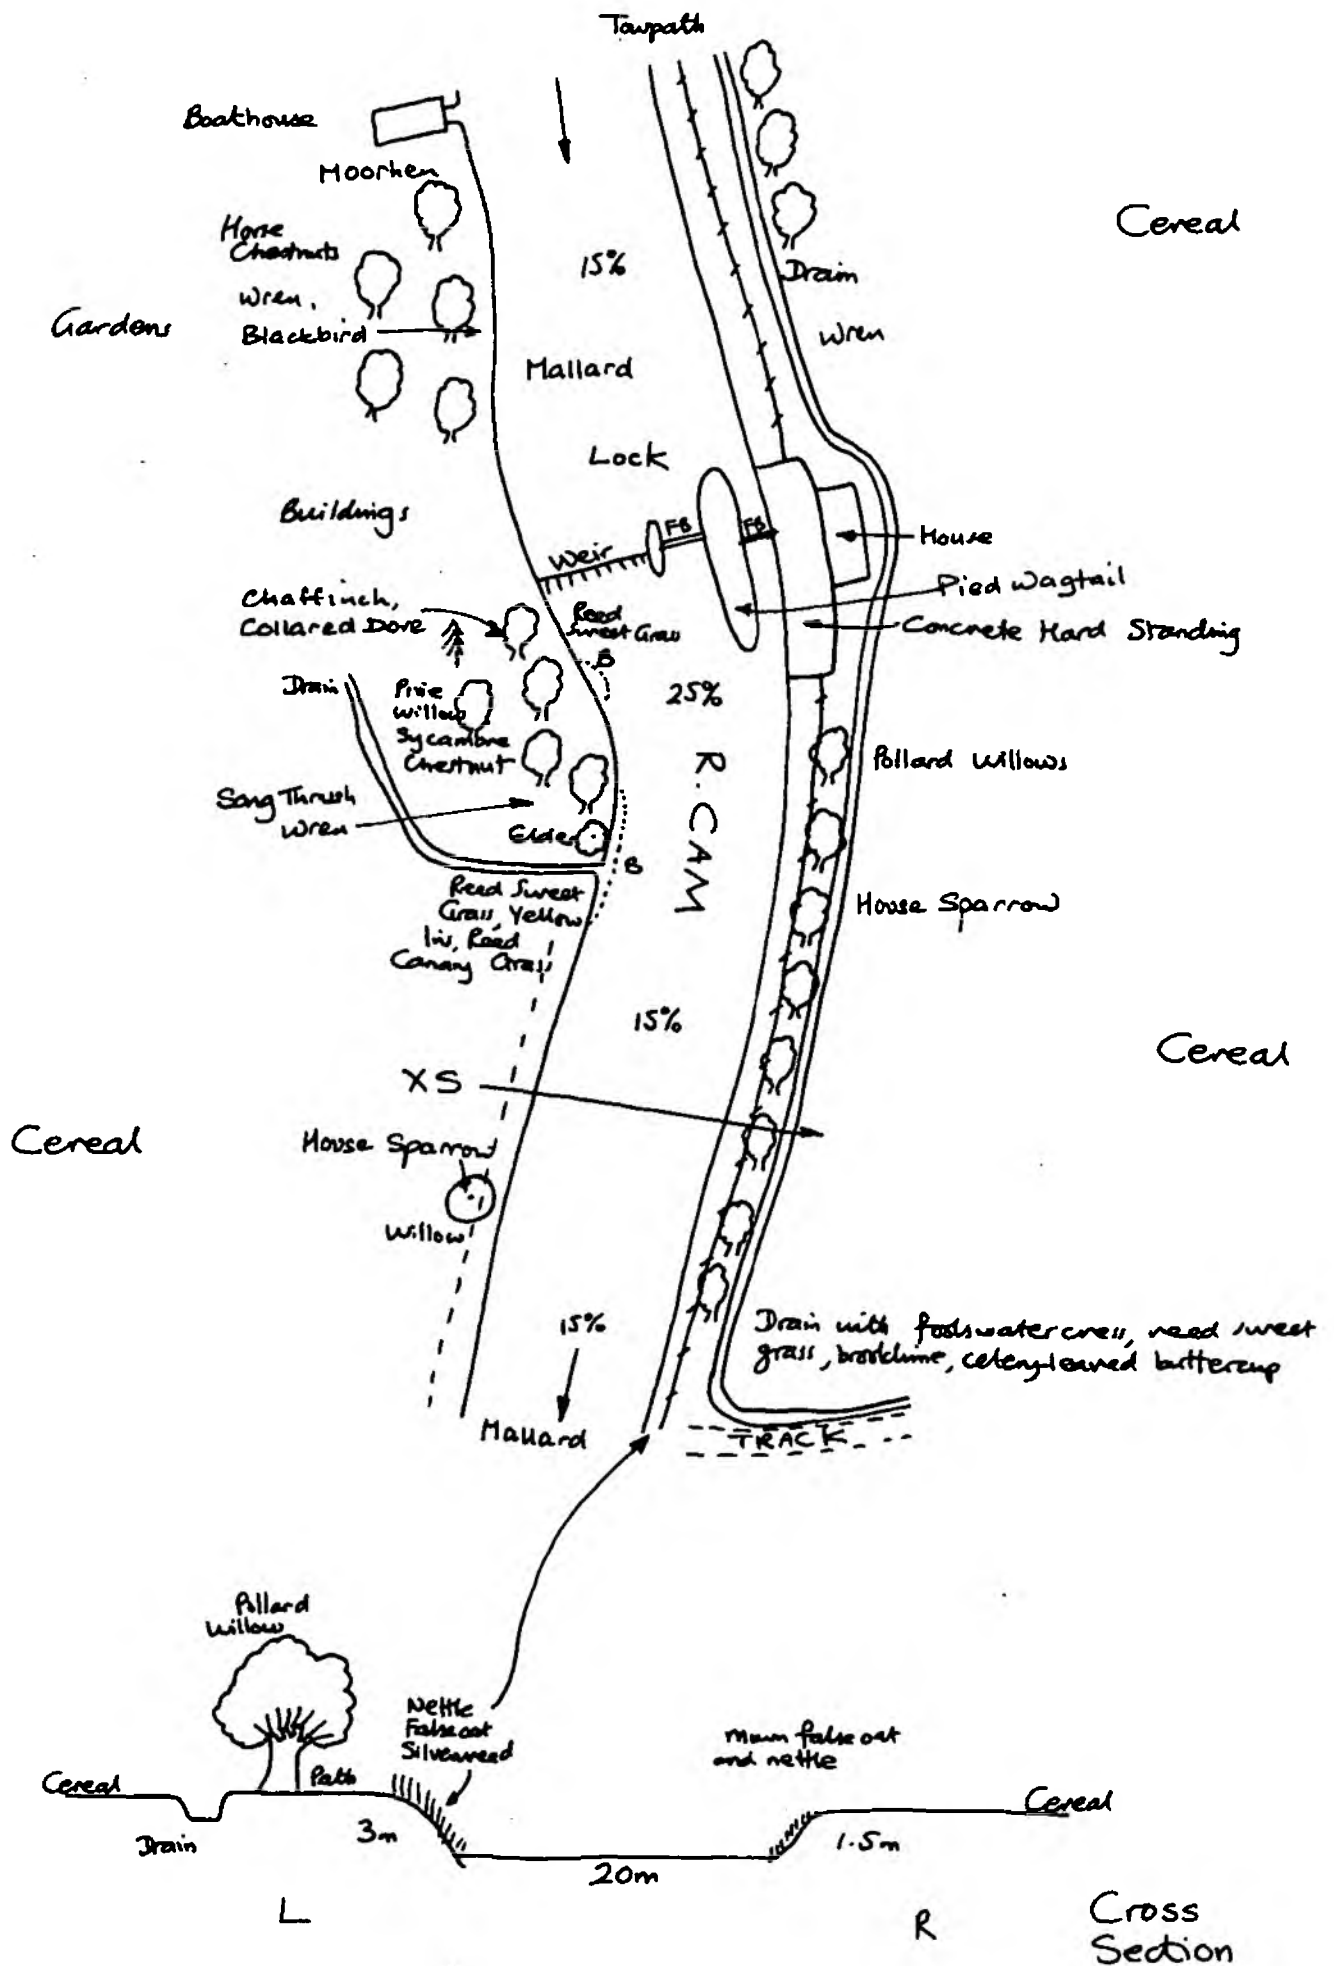 Towpath
Boathouse
Moorhen
Horse
Chestnuts
Cereal
15%
Drain
Wren,
Blackbird
Gardens
Wren
Mallard
Lock
Buildings
FB
FB
House
Weir
Pied Wagtail
Chaffinch,
Collared Dove
Reed
Sweet Grass
Concrete Hard Standing
B
Drain
25%
Pine
Willow
Sycamore
Chestnut
R. CAM
Pollard Willows
Song Thrush
Wren
Elder
B
Reed Sweet
Grass, Yellow
Iris, Reed
Canary Grass
House Sparrow
15%
Cereal
XS
Cereal
House Sparrow
Willow
15%
Drain with foolswatercress, reed sweet
grass, brooklime, celery-leaved buttercup
Mallard
TRACK
Pollard
Willow
Nettle
False oat
Silverweed
Mown false oat
and nettle
Cereal
Path
Cereal
Drain
3m
1.5m
20m
L
R
Cross
Section